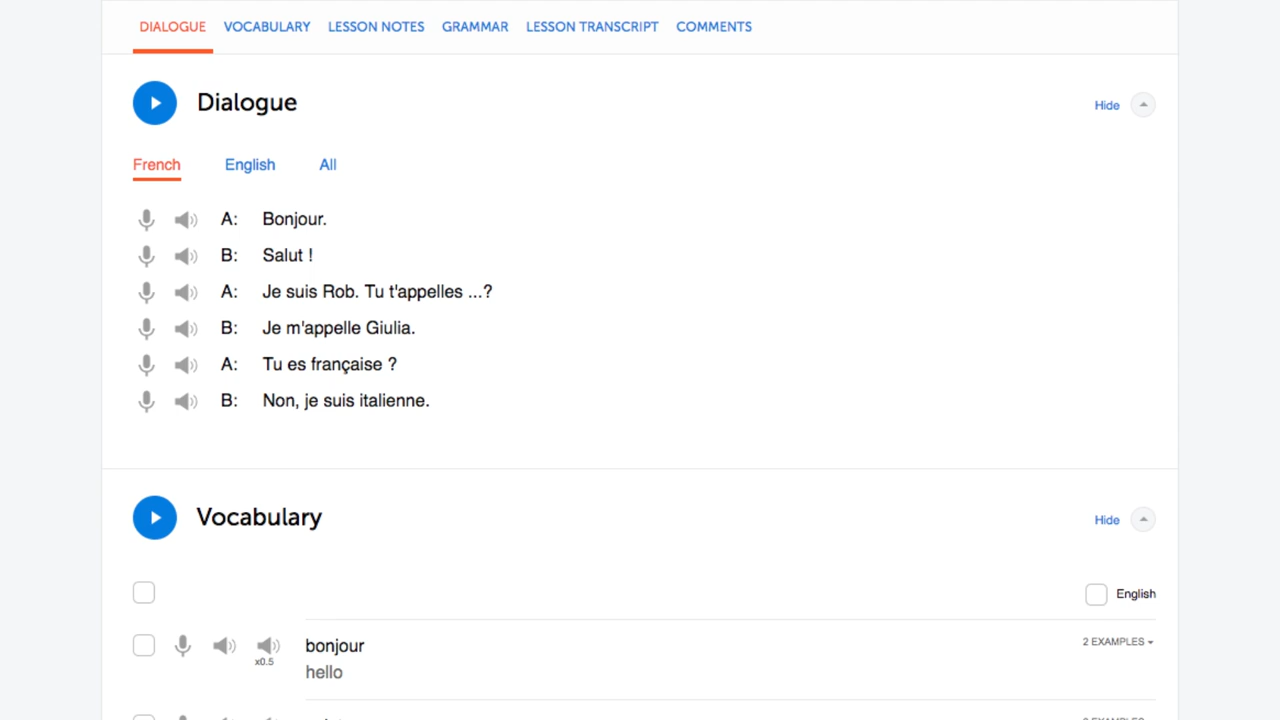 DIALOGUE VOCABULARY LESSON NOTES GRAMMAR LESSON TRANSCRIPT COMMENTS
Dialogue
Hide
French English All
A: Bonjour.
B: Salut !
A: Je suis Rob. Tu t'appelles ...?
B: Je m'appelle Giulia.
A: Tu es française ?
B: Non, je suis italienne.
Vocabulary
Hide
English
x0.5 bonjour 2 EXAMPLES
hello